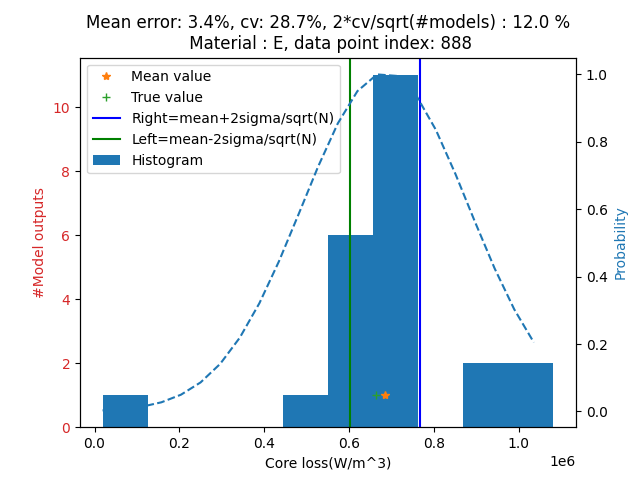 Mean error: 3.4%, cv: 28.7%, 2*cv/sqrt(#models) : 12.0 %
Material : E, data point index: 888
Mean value
True value
Right=mean+2sigma/sqrt(N)
Left=mean-2sigma/sqrt(N)
Histogram
#Model outputs
10
8
6
4
2
0
1.0
0.8
0.6
0.4
0.2
0.0
Probability
0.0 0.2 0.4 0.6 0.8 1.0
1e6
Core loss(W/m^3)